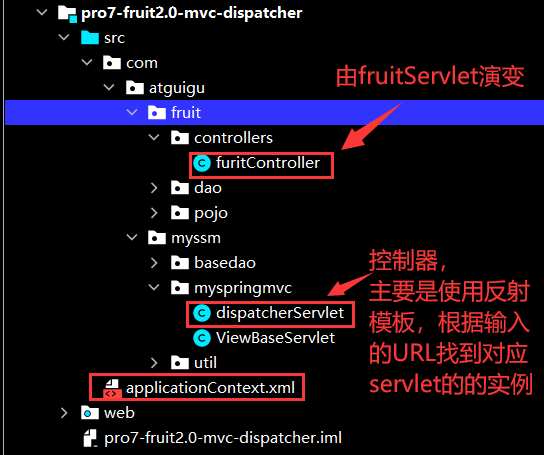 pro7-fruit2.0-mvc-dispatcher
src
com
atguigu
由fruitServlet演变
fruit
controllers
furitController
dao
pojo
myssm
basedao
myspringmvc
dispatcherServlet
ViewBaseServlet
util
控制器，
主要是使用反射
模板，根据输入
的URL找到对应
servlet的的实例
applicationContext.xml
web
pro7-fruit2.0-mvc-dispatcher.iml